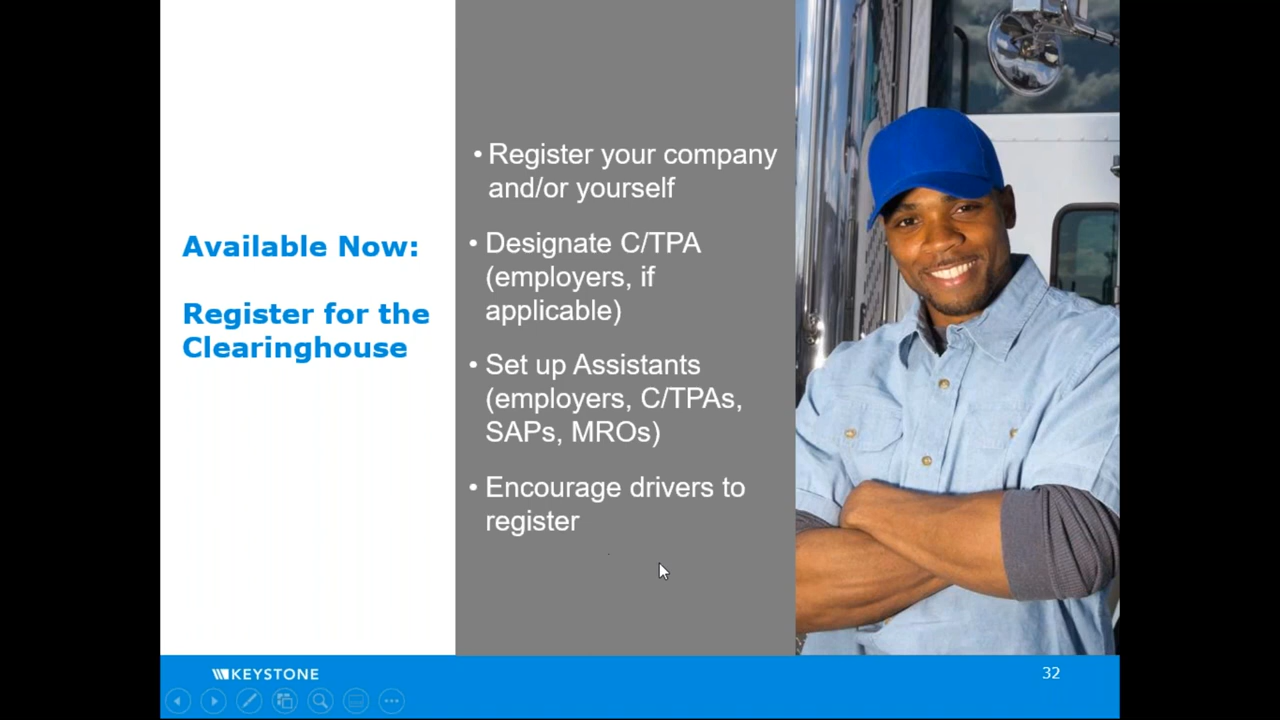 Available Now:
Register for the
Clearinghouse
• Register your company
and/or yourself
• Designate C/TPA
(employers, if
applicable)
• Set up Assistants
(employers, C/TPAs,
SAPs, MROs)
• Encourage drivers to
register
KEYSTONE
32